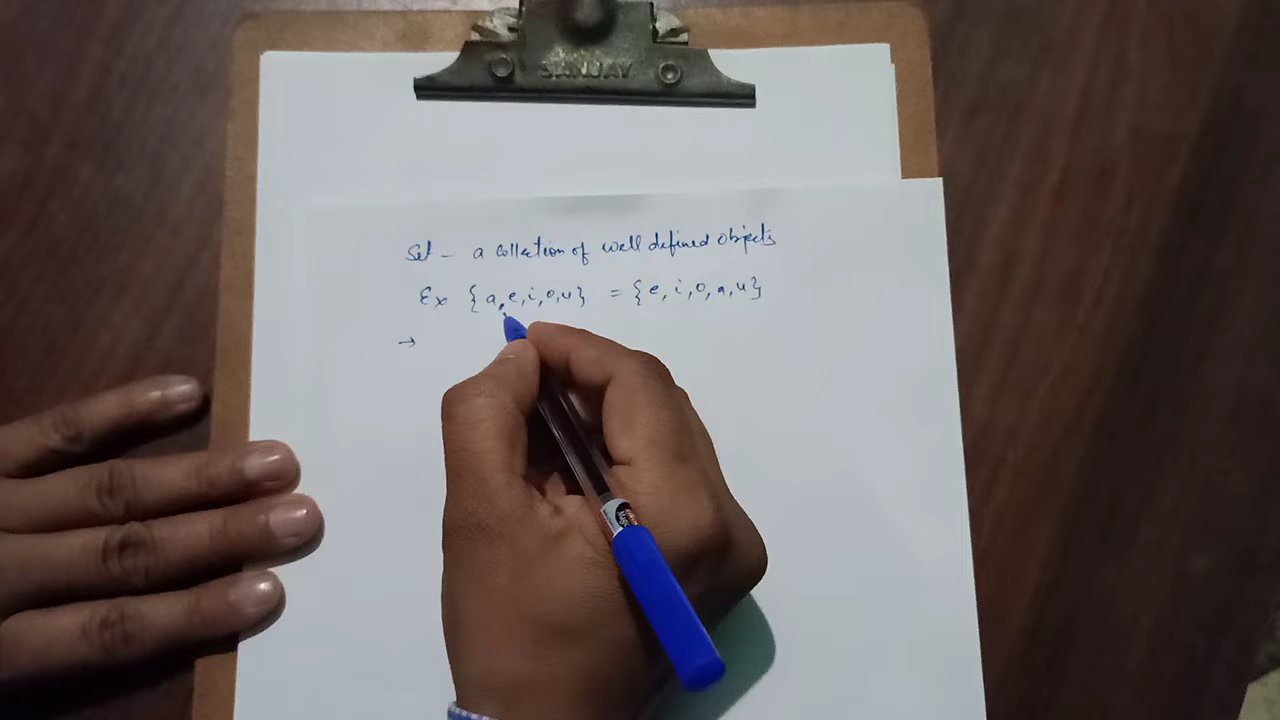 SANJAY
Set - a collection of well defined objects
Ex {a,e,i,o,u} = {e, i, o, a, u}
→